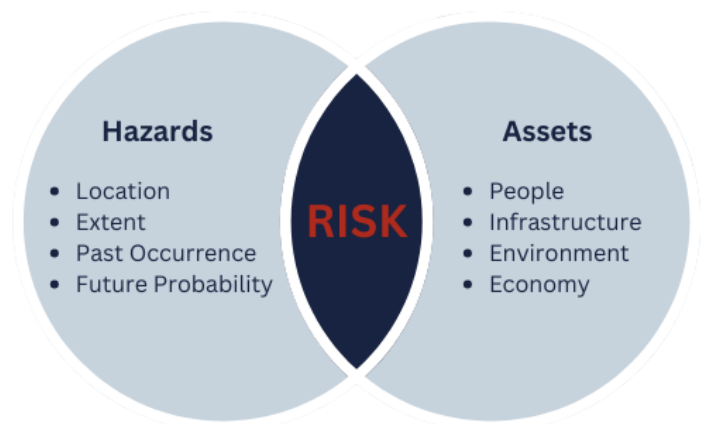 Hazards
• Location
• Extent
• Past Occurrence
• Future Probability
RISK
Assets
• People
• Infrastructure
• Environment
• Economy